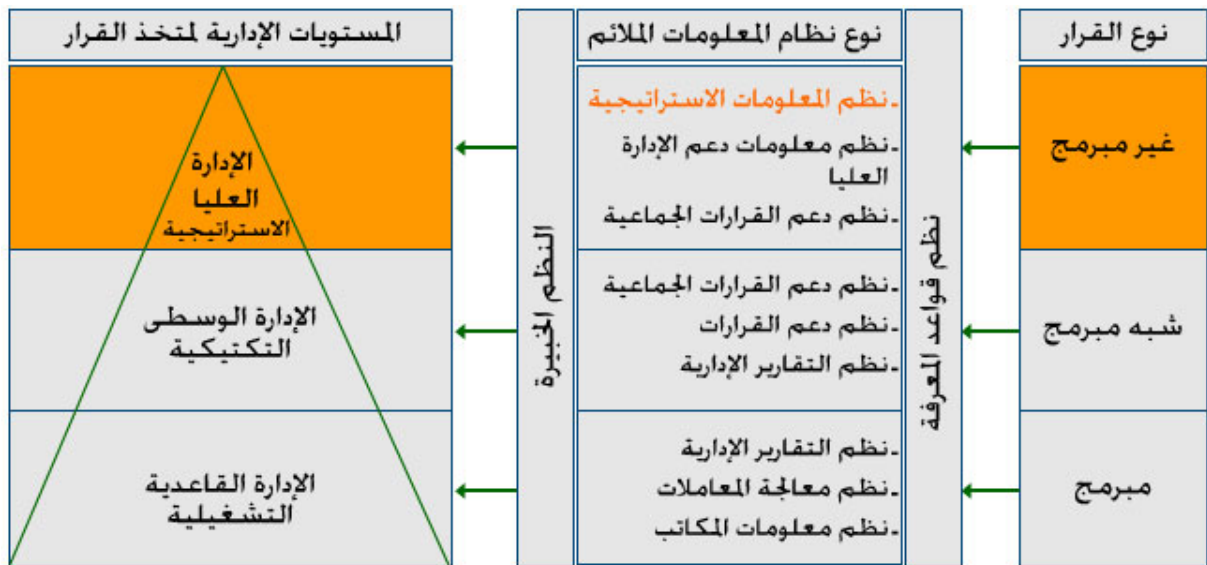 نوع القرار
نوع نظام المعلومات الملائم
المستويات الإدارية لمتخذ القرار
غير مبرمج
نظم قواعد المعرفة
ـ نظم المعلومات الاستراتيجية
ـ نظم معلومات دعم الإدارة
العليا
ـ نظم دعم القرارات الجماعية
النظم الخبيرة
الإدارة
العليا
الاستراتيجية
شبه مبرمج
ـ نظم دعم القرارات الجماعية
ـ نظم دعم القرارات
ـ نظم التقارير الإدارية
الإدارة الوسطى
التكتيكية
مبرمج
ـ نظم التقارير الإدارية
ـ نظم معالجة المعاملات
ـ نظم معلومات المكاتب
الإدارة القاعدية
التشغيلية